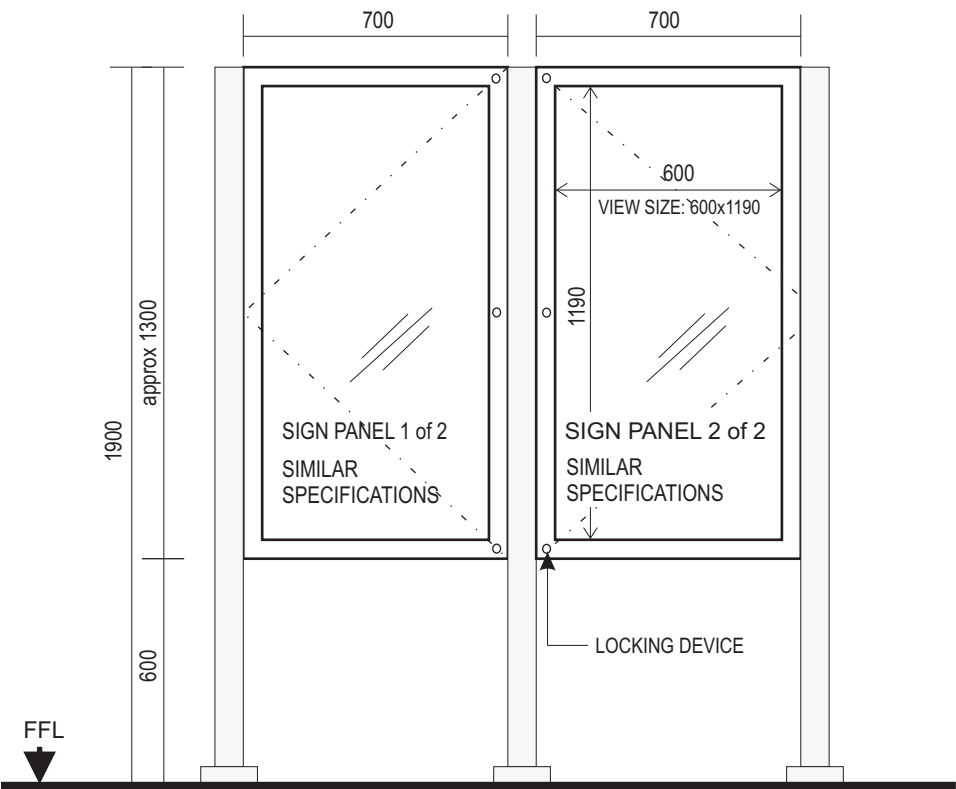 700
700
600
VIEW SIZE: 600x1190
1190
approx 1300
1900
SIGN PANEL 1 of 2
SIMILAR
SPECIFICATIONS
SIGN PANEL 2 of 2
SIMILAR
SPECIFICATIONS
LOCKING DEVICE
600
FFL